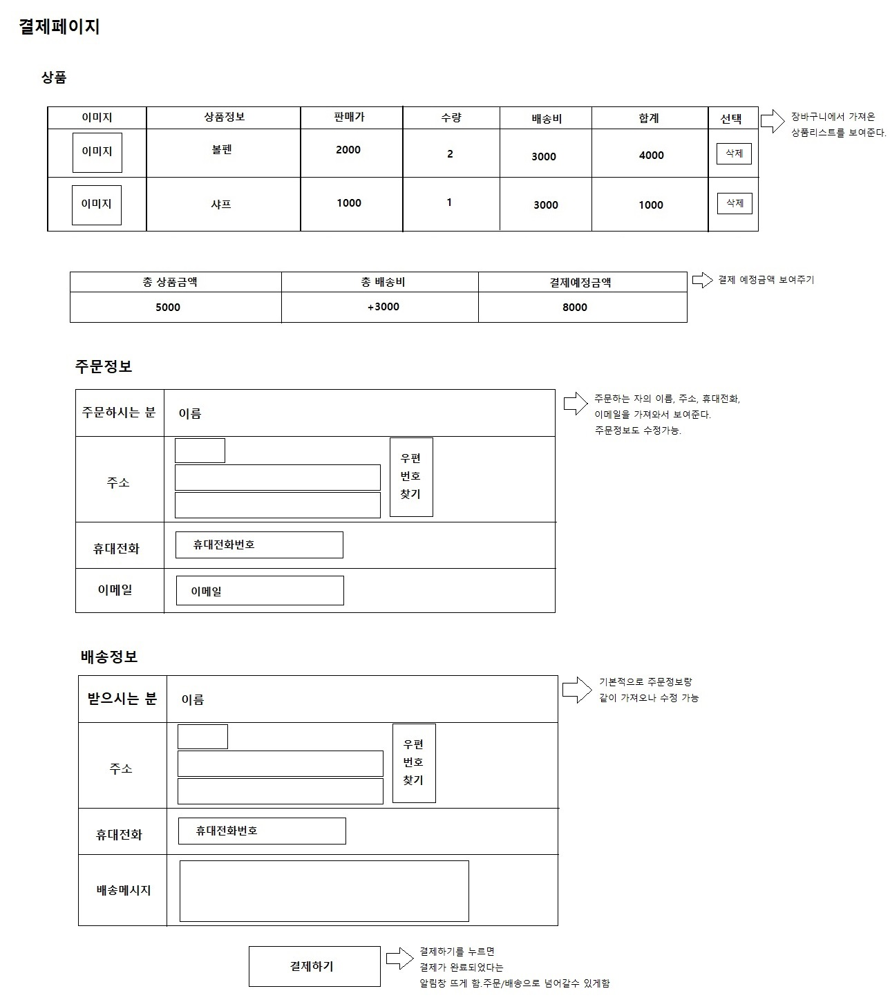 결제페이지
상품
이미지 상품정보 판매가 수량 배송비 합계 선택
장바구니에서 가져온
상품리스트를 보여준다.
이미지 볼펜 2000 2 3000 4000 삭제
이미지 샤프 1000 1 3000 1000 삭제
총 상품금액 총 배송비 결제예정금액
결제 예정금액 보여주기
5000 +3000 8000
주문정보
주문하시는 분 이름
주문하는 자의 이름, 주소, 휴대전화,
이메일을 가져와서 보여준다.
주문정보도 수정가능.
주소
우편
번호
찾기
휴대전화 휴대전화번호
이메일 이메일
배송정보
받으시는 분 이름
기본적으로 주문정보랑
같이 가져오나 수정 가능
주소
우편
번호
찾기
휴대전화 휴대전화번호
배송메시지
결제하기
결제하기를 누르면
결제가 완료되었다는
알림창 뜨게 함.주문/배송으로 넘어갈수 있게함